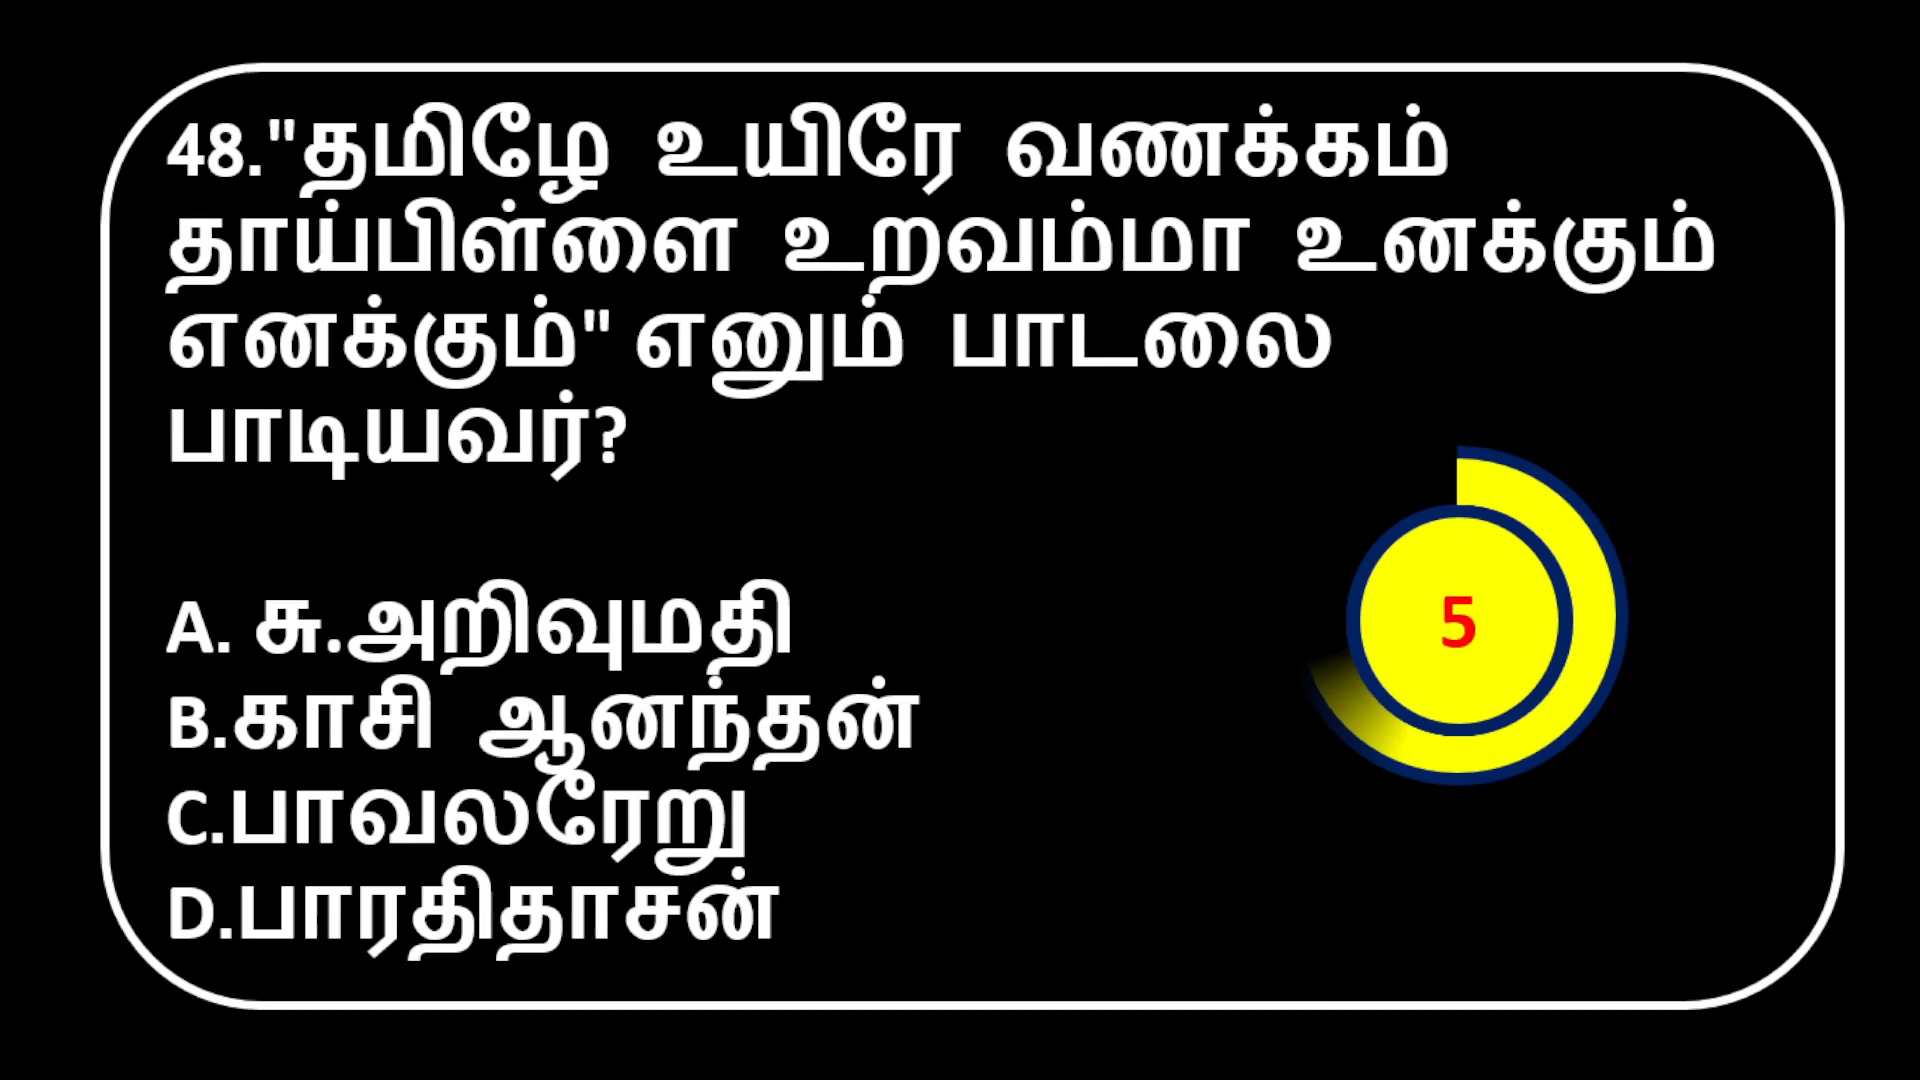 48."தமிழே உயிரே வணக்கம்
தாய்பிள்ளை உறவம்மா உனக்கும்
எனக்கும்" எனும் பாடலை
பாடியவர்?
A. சு.அறிவுமதி
B.காசி ஆனந்தன்
C.பாவலரேறு
D.பாரதிதாசன்
5